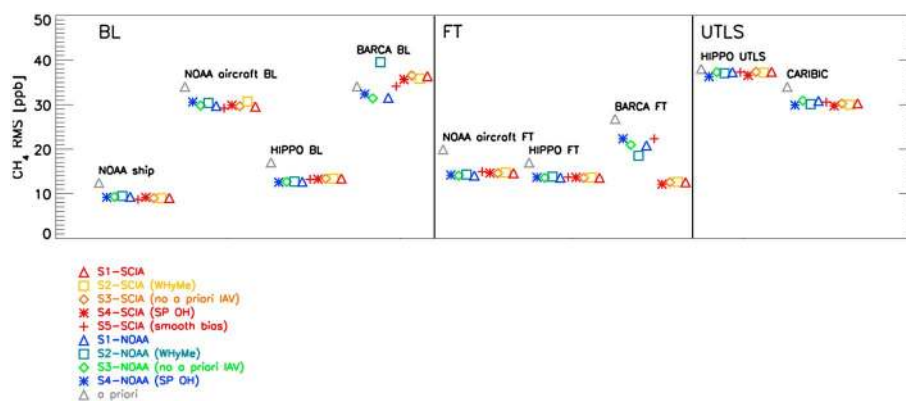 BL
FT
UTLS
CH4 RMS [ppb]
50
40
30
20
10
0
NOAA ship
NOAA aircraft BL
HIPPO BL
BARCA BL
NOAA aircraft FT
HIPPO FT
BARCA FT
HIPPO UTLS
CARIBIC
S1-SCIA
S2-SCIA (WHyMe)
S3-SCIA (no a priori IAV)
S4-SCIA (SP OH)
S5-SCIA (smooth bias)
S1-NOAA
S2-NOAA (WHyMe)
S3-NOAA (no a priori IAV)
S4-NOAA (SP OH)
a priori